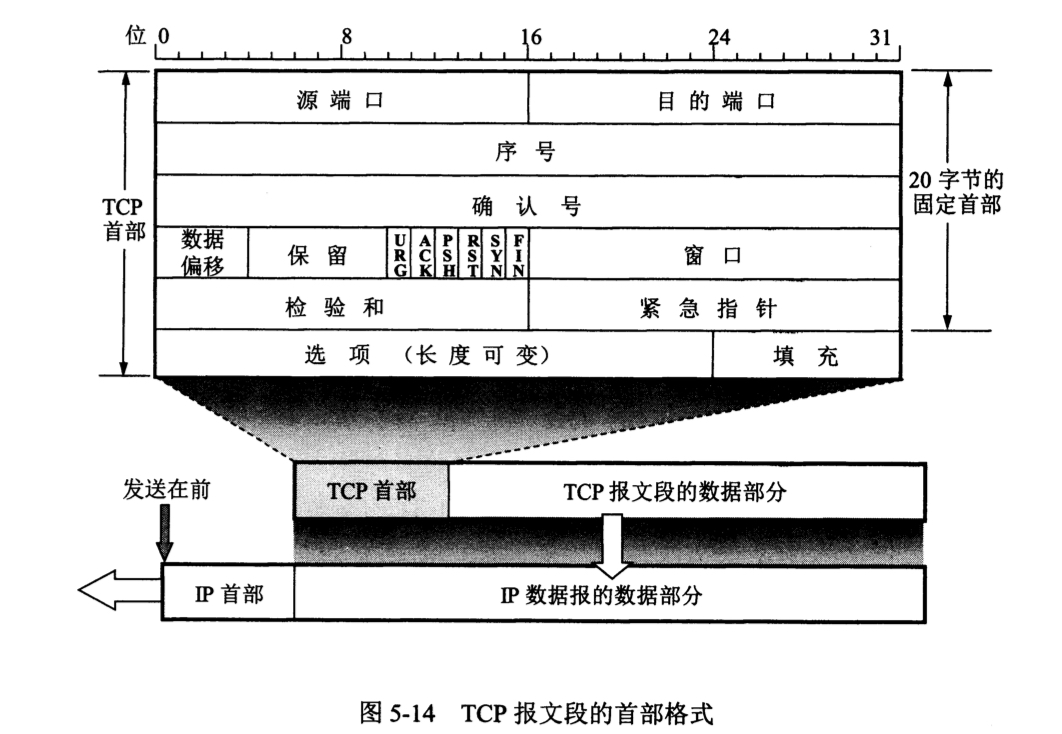 位 0 8 16 24 31
源端口 目的端口
序号
确认号
TCP
首部
20 字节的
固定首部
数据
偏移
保留
URG
ACK
PSH
RST
SYN
FIN
窗口
检验和 紧急指针
选项 (长度可变) 填充
发送在前
TCP 首部 TCP 报文段的数据部分
IP 首部 IP 数据报的数据部分
图 5-14 TCP 报文段的首部格式